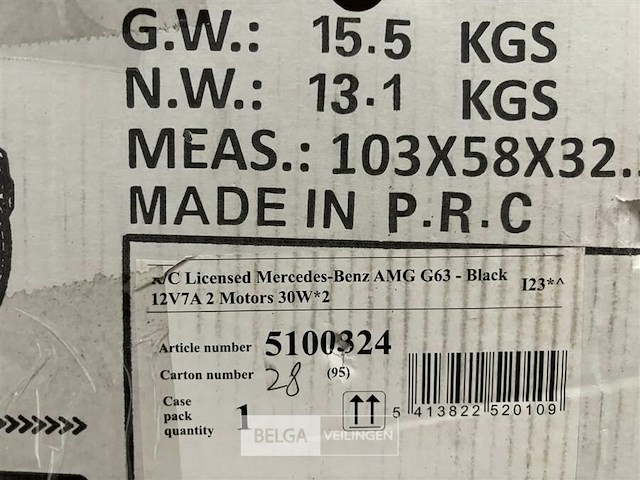 G.W.: 15.5 KGS
N.W.: 13.1 KGS
MEAS.: 103X58X32..
MADE IN P.R.C
R/C Licensed Mercedes-Benz AMG G63 - Black
12V7A 2 Motors 30W*2
I23*^
Article number 5100324
Carton number 28 (95)
Case
pack
quantity 1
5 413822 520109
BELGA VEILINGEN